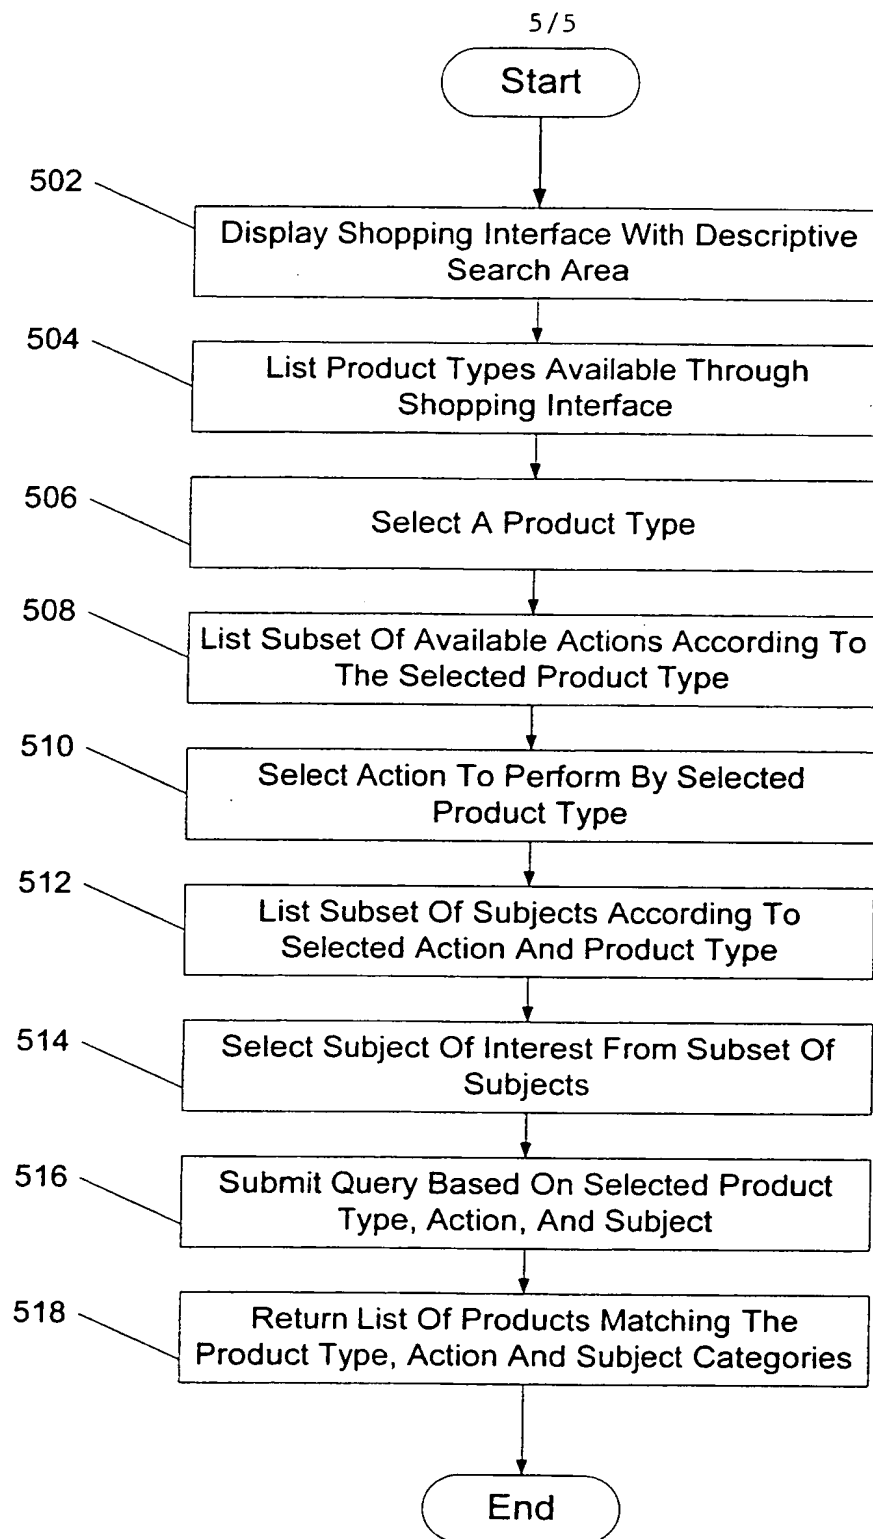 5/5
Start
502
Display Shopping Interface With Descriptive
Search Area
504
List Product Types Available Through
Shopping Interface
506
Select A Product Type
508
List Subset Of Available Actions According To
The Selected Product Type
510
Select Action To Perform By Selected
Product Type
512
List Subset Of Subjects According To
Selected Action And Product Type
514
Select Subject Of Interest From Subset Of
Subjects
516
Submit Query Based On Selected Product
Type, Action, And Subject
518
Return List Of Products Matching The
Product Type, Action And Subject Categories
End